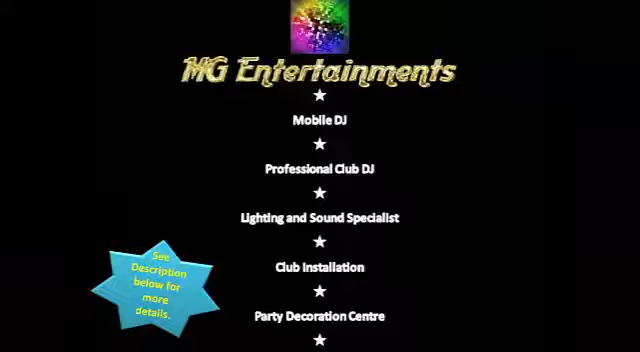 MG Entertainments
Mobile DJ
Professional Club DJ
Lighting and Sound Specialist
Club Installation
Party Decoration Centre
See
Description
below for
more
details.